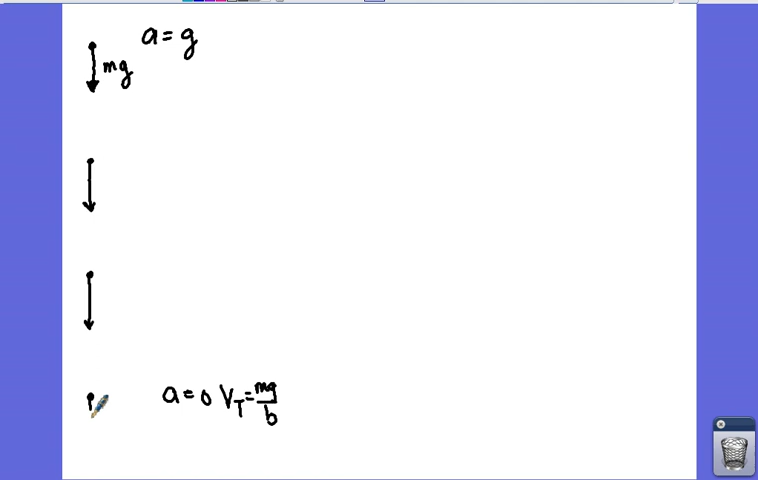 a = g
mg
a = 0 V_T = mg/b